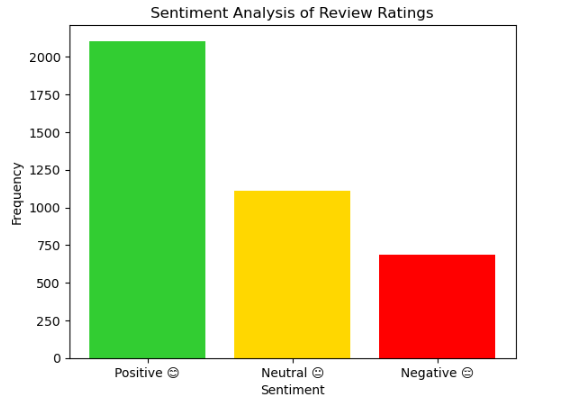 Sentiment Analysis of Review Ratings
2000
1750
1500
1250
1000
750
500
250
0
Frequency
Positive 😊 Neutral 😐 Negative 😔
Sentiment